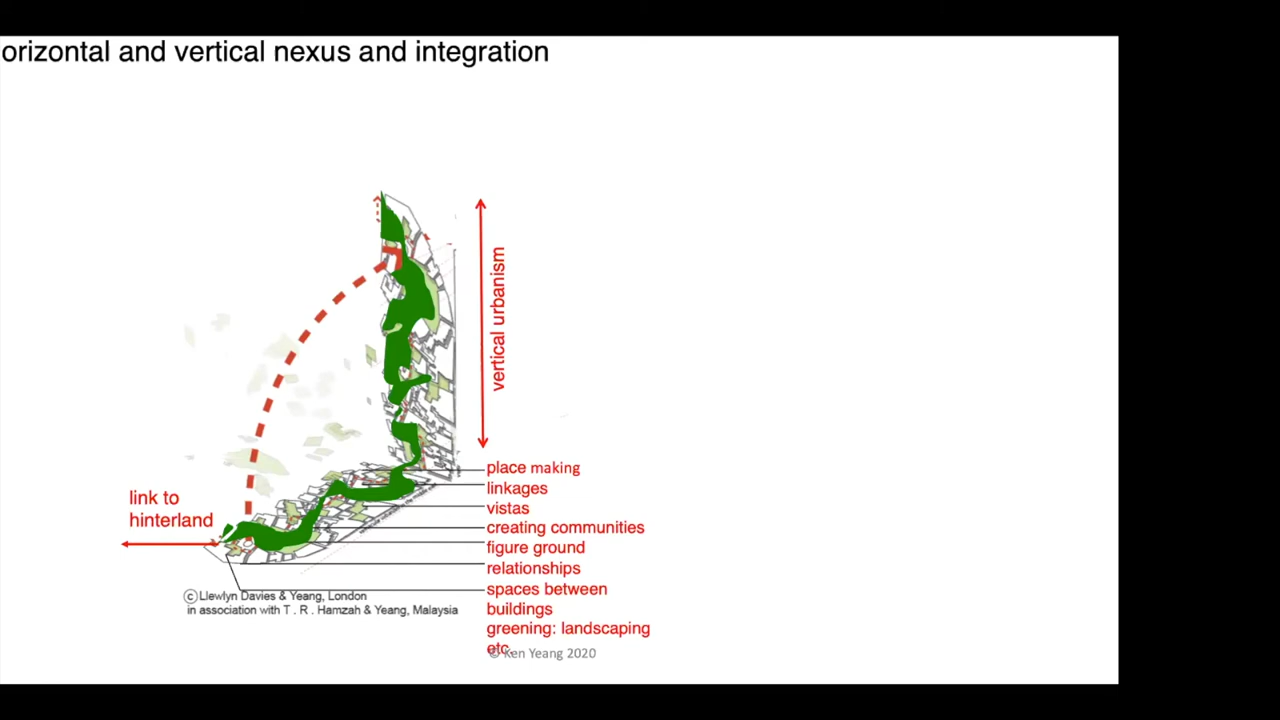 orizontal and vertical nexus and integration
vertical urbanism
link to
hinterland
place making
linkages
vistas
creating communities
figure ground
relationships
spaces between
buildings
greening: landscaping
etc.
© Llewlyn Davies & Yeang, London
in association with T . R . Hamzah & Yeang, Malaysia
© Ken Yeang 2020